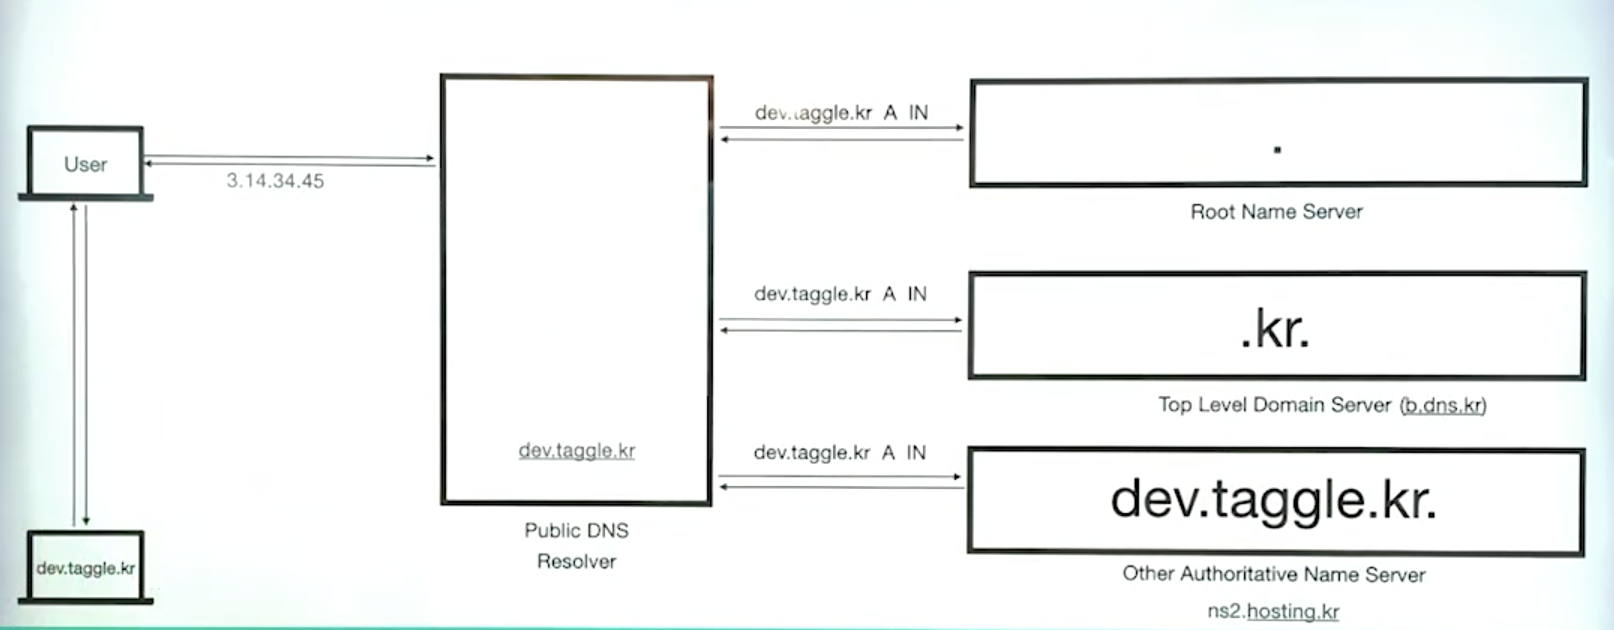 User
3.14.34.45
dev.taggle.kr
dev.taggle.kr
Public DNS
Resolver
dev.taggle.kr A IN
.
Root Name Server
dev.taggle.kr A IN
.kr.
Top Level Domain Server (b.dns.kr)
dev.taggle.kr A IN
dev.taggle.kr.
Other Authoritative Name Server
ns2.hosting.kr